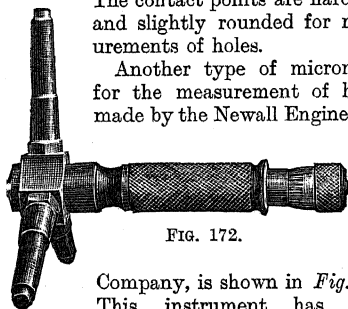 The contact points are hard
and slightly rounded for
urements of holes.
Another type of microm
for the measurement of
made by the Newall Engine
FIG. 172.
Company, is shown in Fig.
This instrument has